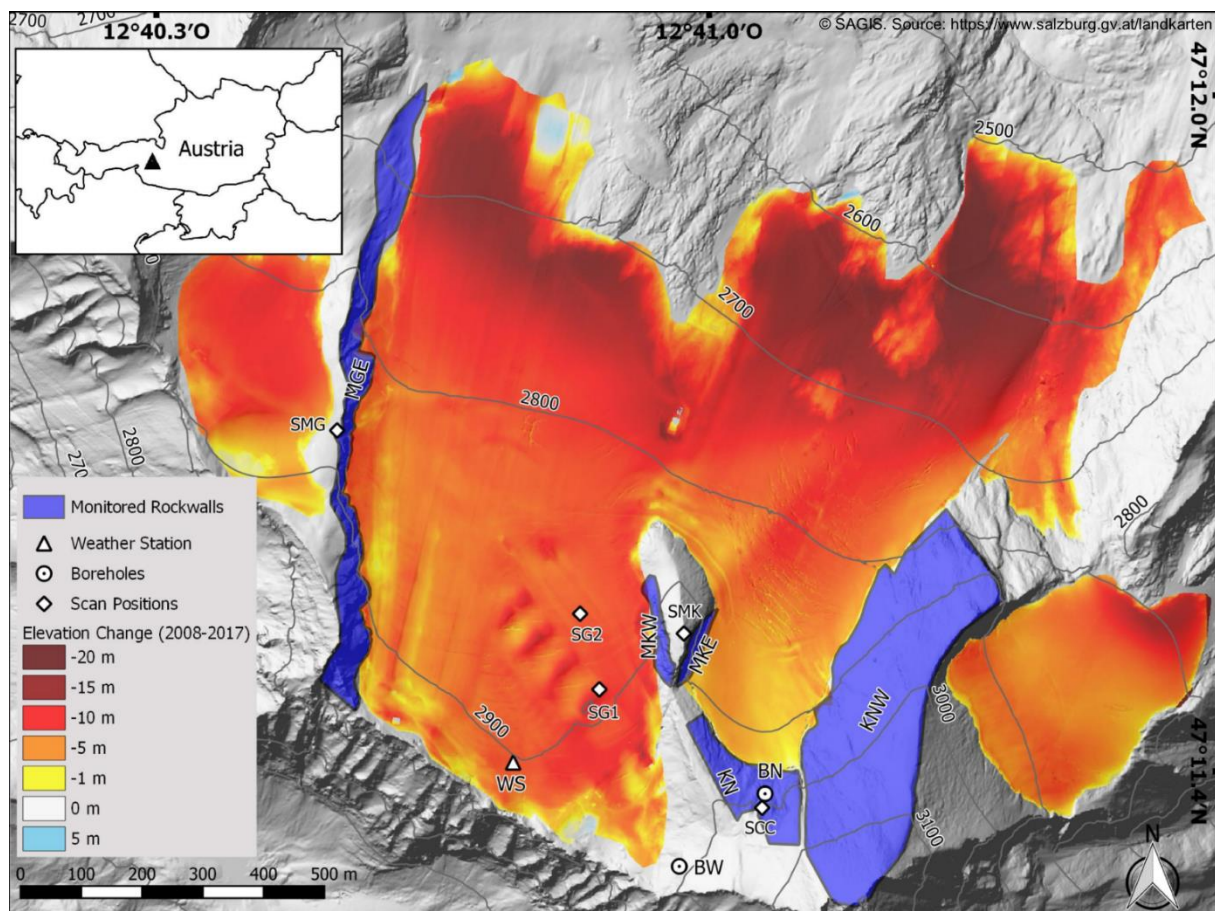 2700
2700
12°40.3'O
12°41.0'O
© SAGIS. Source: https://www.salzburg.gv.at/landkarten
47°12.0'N
Austria
2500
2600
2700
2800
MGE
SMG
2800
2800
Monitored Rockwalls
Weather Station
Boreholes
Scan Positions
Elevation Change (2008-2017)
-20 m
-15 m
-10 m
-5 m
-1 m
0 m
5 m
0 100 200 300 400 500 m
SG2
SMK
MKW
MKE
SG1
2900
WS
KN
BN
SCC
KNW
3000
BW
3100
47°11.4'N
N